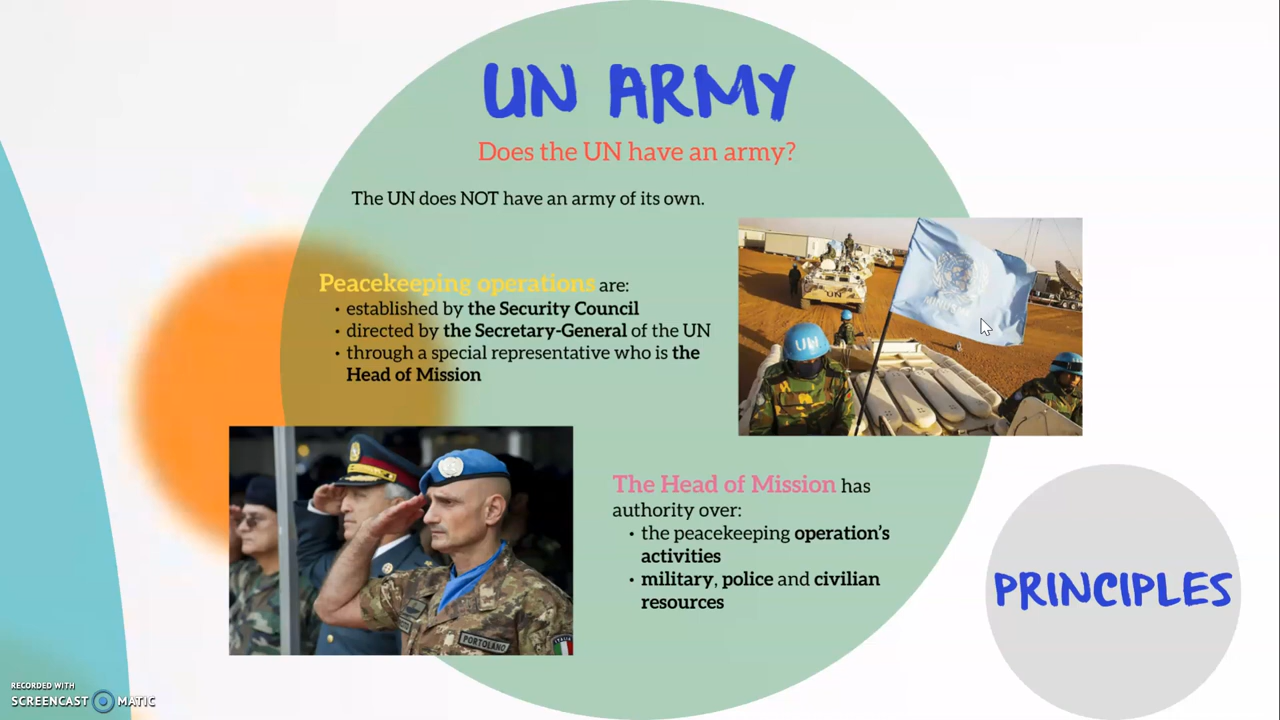 UN ARMY
Does the UN have an army?
The UN does NOT have an army of its own.
Peacekeeping operations are:
• established by the Security Council
• directed by the Secretary-General of the UN
• through a special representative who is the
Head of Mission
UN
UN
The Head of Mission has
authority over:
• the peacekeeping operation's
activities
• military, police and civilian
resources
PORTOLANO
PRINCIPLES
RECORDED WITH
SCREENCAST MATIC